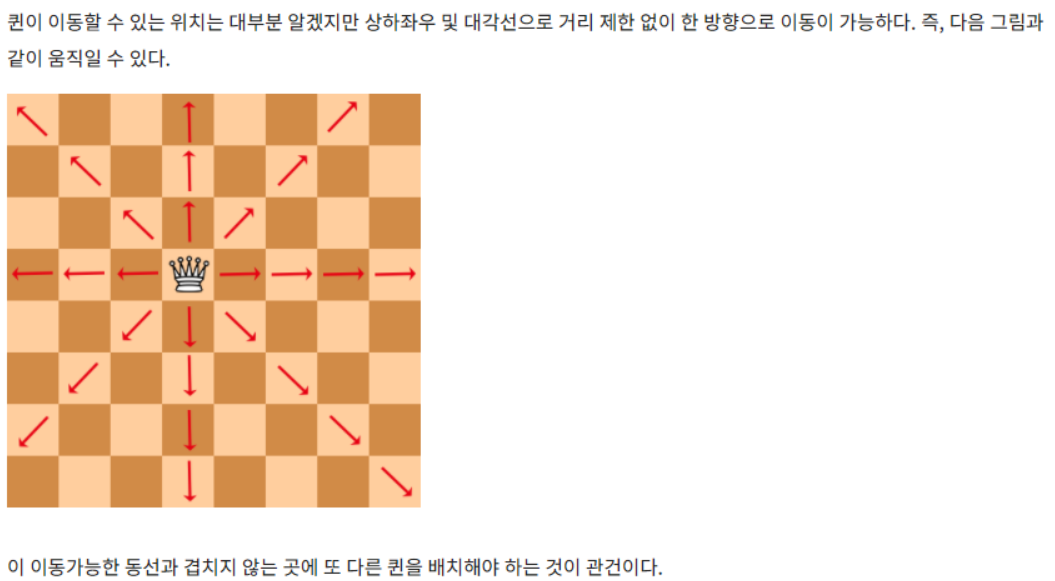 퀸이 이동할 수 있는 위치는 대부분 알겠지만 상하좌우 및 대각선으로 거리 제한 없이 한 방향으로 이동이 가능하다. 즉, 다음 그림과
같이 움직일 수 있다.
이 이동가능한 동선과 겹치지 않는 곳에 또 다른 퀸을 배치해야 하는 것이 관건이다.